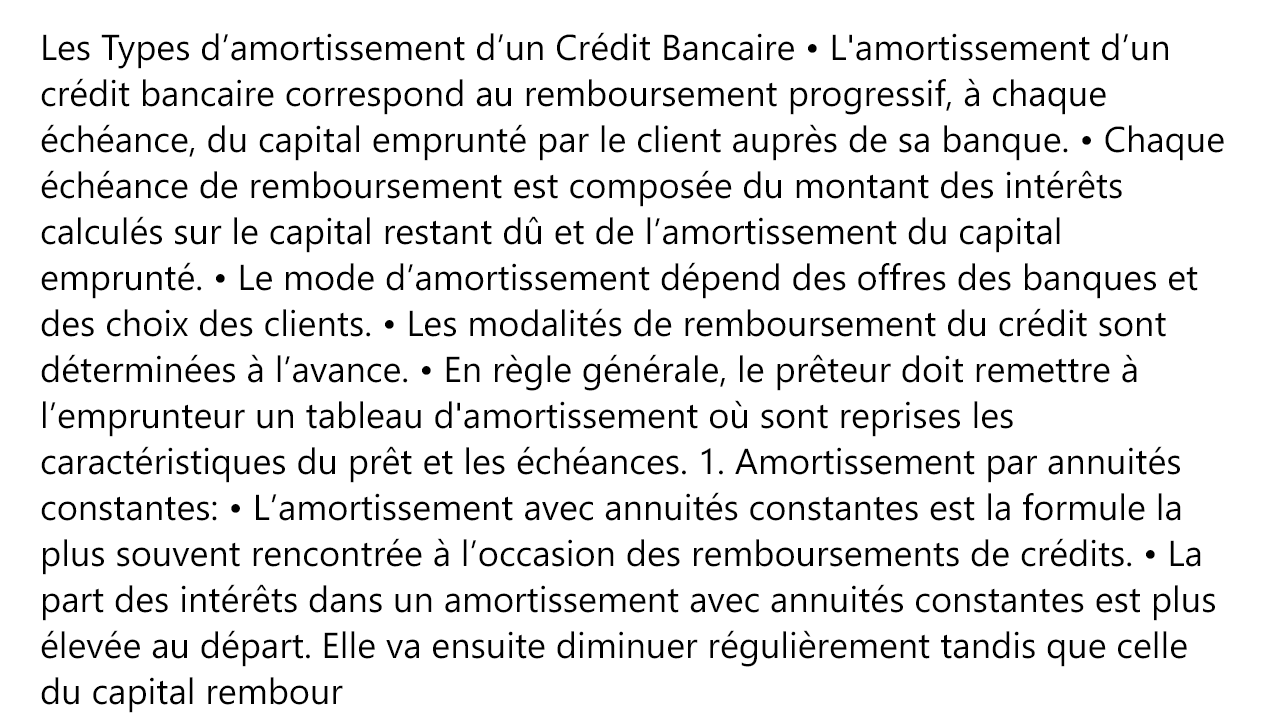 Les Types d’amortissement d’un Crédit Bancaire • L'amortissement d’un
crédit bancaire correspond au remboursement progressif, à chaque
échéance, du capital emprunté par le client auprès de sa banque. • Chaque
échéance de remboursement est composée du montant des intérêts
calculés sur le capital restant dû et de l’amortissement du capital
emprunté. • Le mode d’amortissement dépend des offres des banques et
des choix des clients. • Les modalités de remboursement du crédit sont
déterminées à l’avance. • En règle générale, le prêteur doit remettre à
l’emprunteur un tableau d'amortissement où sont reprises les
caractéristiques du prêt et les échéances. 1. Amortissement par annuités
constantes: • L’amortissement avec annuités constantes est la formule la
plus souvent rencontrée à l’occasion des remboursements de crédits. • La
part des intérêts dans un amortissement avec annuités constantes est plus
élevée au départ. Elle va ensuite diminuer régulièrement tandis que celle
du capital rembour